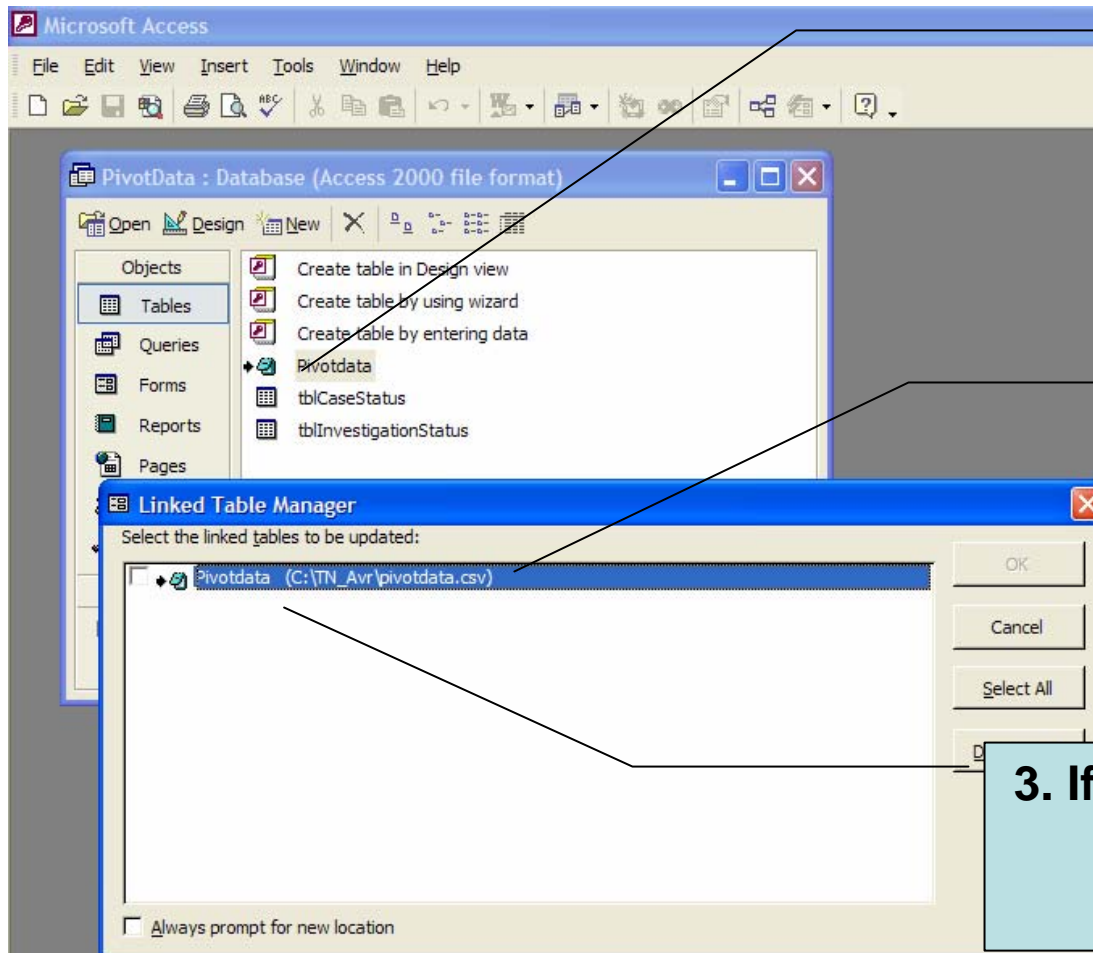 Microsoft Access
File Edit View Insert Tools Window Help
ABC
PivotData : Database (Access 2000 file format)
Open Design New
Objects
Tables
Queries
Forms
Reports
Pages
Create table in Design view
Create table by using wizard
Create table by entering data
Pivotdata
tblCaseStatus
tblInvestigationStatus
Linked Table Manager
Select the linked tables to be updated:
Pivotdata (C:\TN_Avr\pivotdata.csv)
OK
Cancel
Select All
3. If
Always prompt for new location